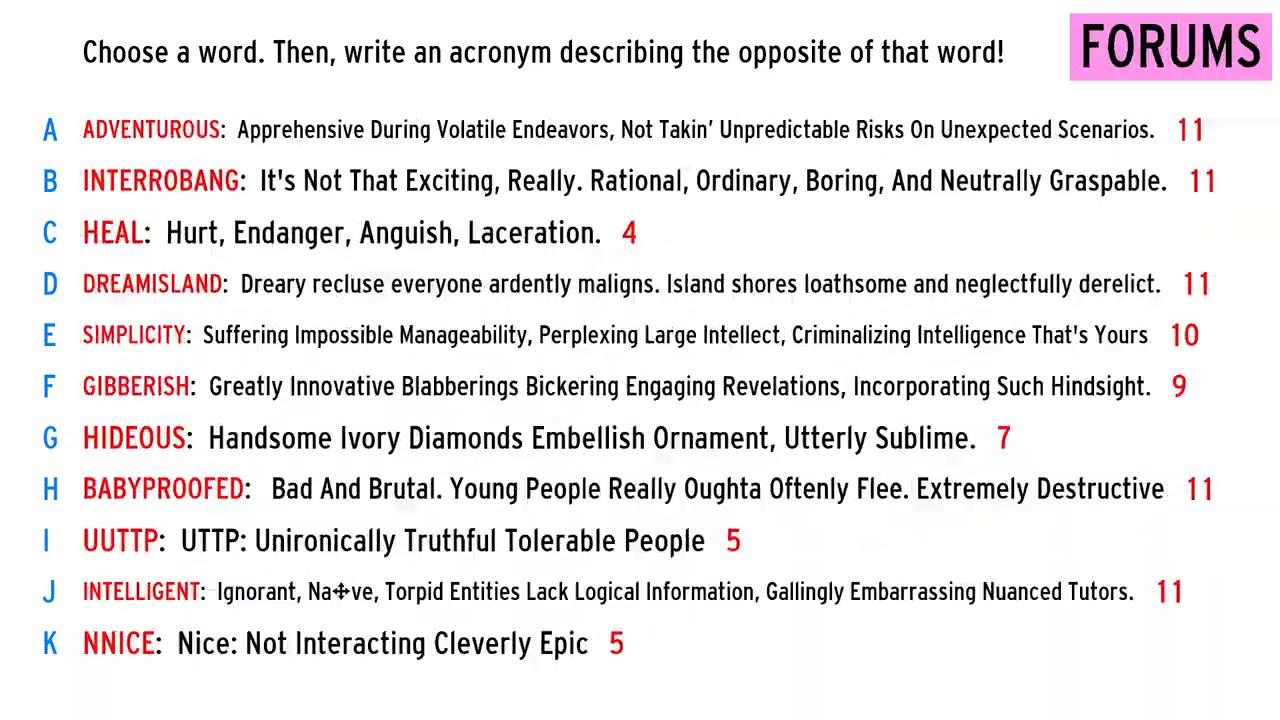 Choose a word. Then, write an acronym describing the opposite of that word!
FORUMS
A ADVENTUROUS: Apprehensive During Volatile Endeavors, Not Takin’ Unpredictable Risks On Unexpected Scenarios. 11
B INTERROBANG: It's Not That Exciting, Really. Rational, Ordinary, Boring, And Neutrally Graspable. 11
C HEAL: Hurt, Endanger, Anguish, Laceration. 4
D DREAMISLAND: Dreary recluse everyone ardently maligns. Island shores loathsome and neglectfully derelict. 11
E SIMPLICITY: Suffering Impossible Manageability, Perplexing Large Intellect, Criminalizing Intelligence That's Yours 10
F GIBBERISH: Greatly Innovative Blabberings Bickering Engaging Revelations, Incorporating Such Hindsight. 9
G HIDEOUS: Handsome Ivory Diamonds Embellish Ornament, Utterly Sublime. 7
H BABYPROOFED: Bad And Brutal. Young People Really Oughta Oftenly Flee. Extremely Destructive 11
I UUTTP: UTTP: Unironically Truthful Tolerable People 5
J INTELLIGENT: Ignorant, Na✣ve, Torpid Entities Lack Logical Information, Gallingly Embarrassing Nuanced Tutors. 11
K NNICE: Nice: Not Interacting Cleverly Epic 5